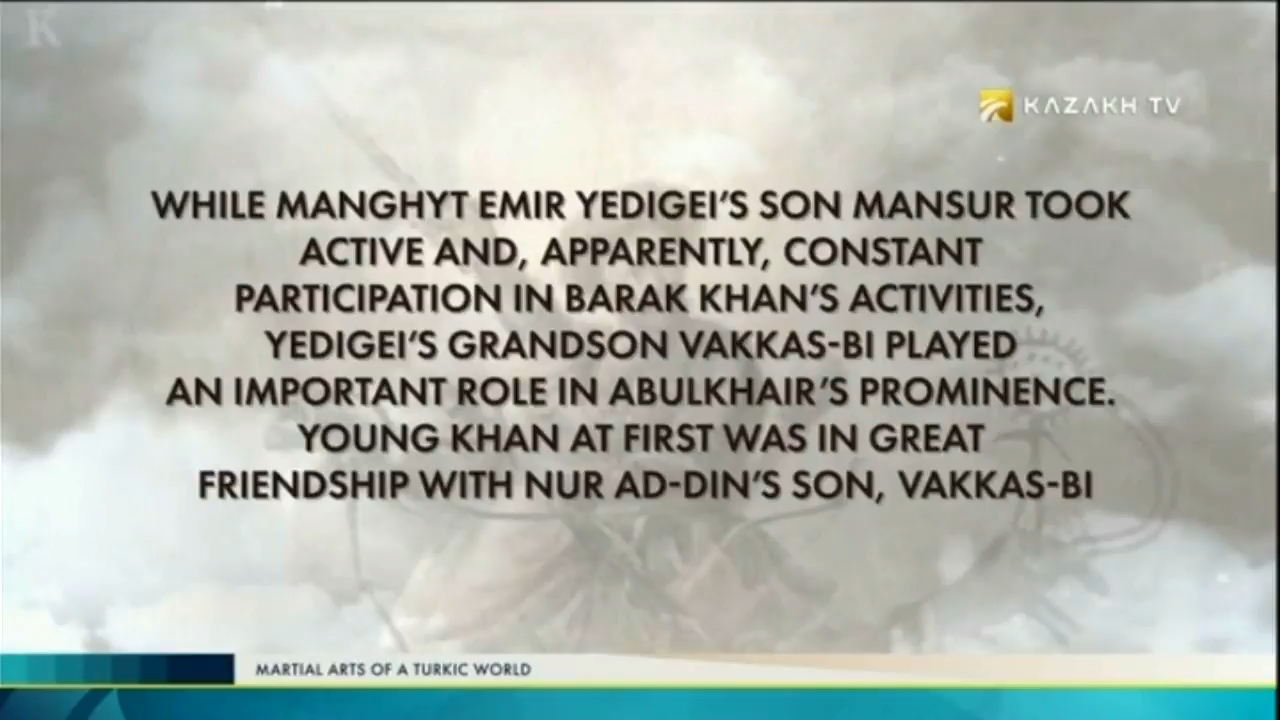 K
KAZAKH TV
WHILE MANGHYT EMIR YEDIGEI'S SON MANSUR TOOK
ACTIVE AND, APPARENTLY, CONSTANT
PARTICIPATION IN BARAK KHAN'S ACTIVITIES,
YEDIGEI'S GRANDSON VAKKAS-BI PLAYED
AN IMPORTANT ROLE IN ABULKHAIR'S PROMINENCE.
YOUNG KHAN AT FIRST WAS IN GREAT
FRIENDSHIP WITH NUR AD-DIN'S SON, VAKKAS-BI
MARTIAL ARTS OF A TURKIC WORLD